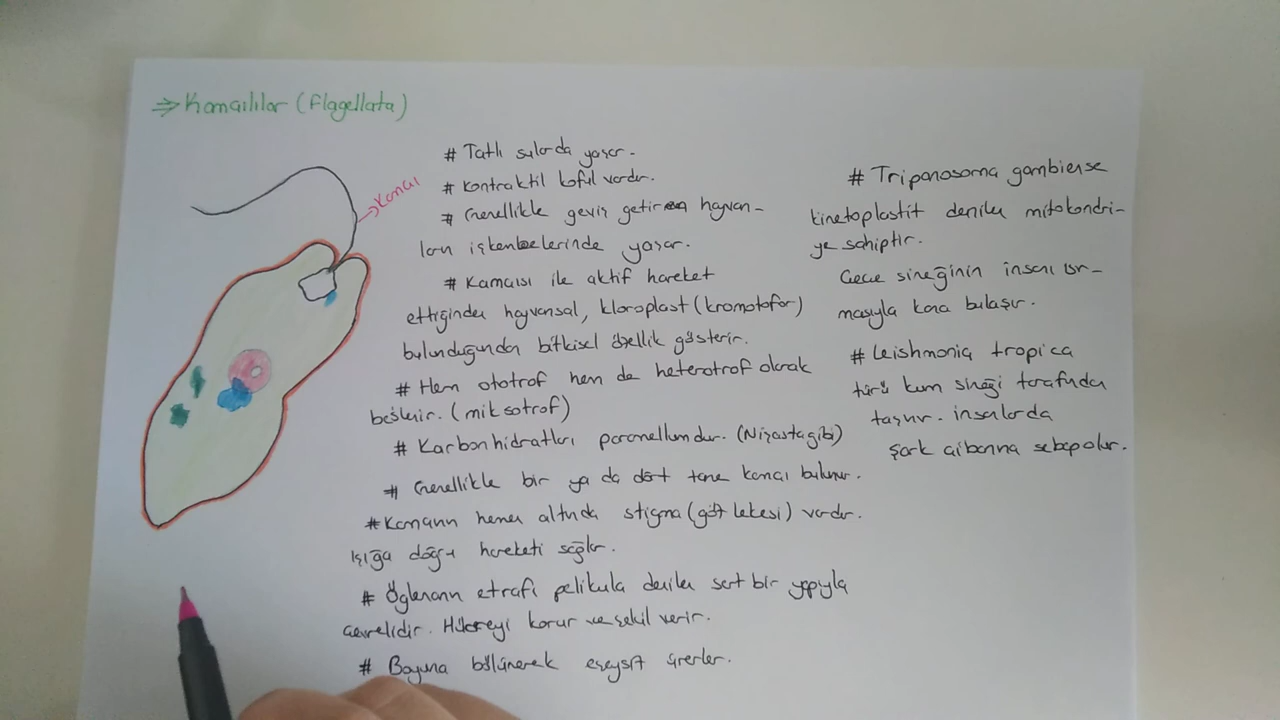 ⇒ Kamçılılar (Flagellata)
→ Kamçı
# Tatlı sularda yaşar.
# Kontraktil koful vardır.
# Genellikle geviş getiren hayvan-
ların işkembelerinde yaşar.
# Kamçısı ile aktif hareket
ettiğinden hayvansal, kloroplast (kromotofor)
bulunduğundan bitkisel özellik gösterir.
# Hem ototrof hem de heterotrof olarak
beslenir. (miksotrof)
# Karbonhidratları paramellumdur. (Nişasta gibi)
# Genellikle bir ya da dört tane kamçı bulunur.
# Kamçının hemen altında stigma (göz lekesi) vardır.
Işığa doğru hareketi sağlar.
# Öglenanın etrafı pelikula denilen sert bir yapıyla
çevrelidir. Hücreyi korur ve şekil verir.
# Boyuna bölünerek eşeysiz ürerler.
# Tripanosoma gambiense
kinetoplastit denilen mitokondri-
ye sahiptir.
Çeçe sineğinin insanı ısır-
masıyla kana bulaşır.
# Leishmania tropica
türü kum sineği tarafından
taşınır. insanlarda
şark çıbanına sebep olur.